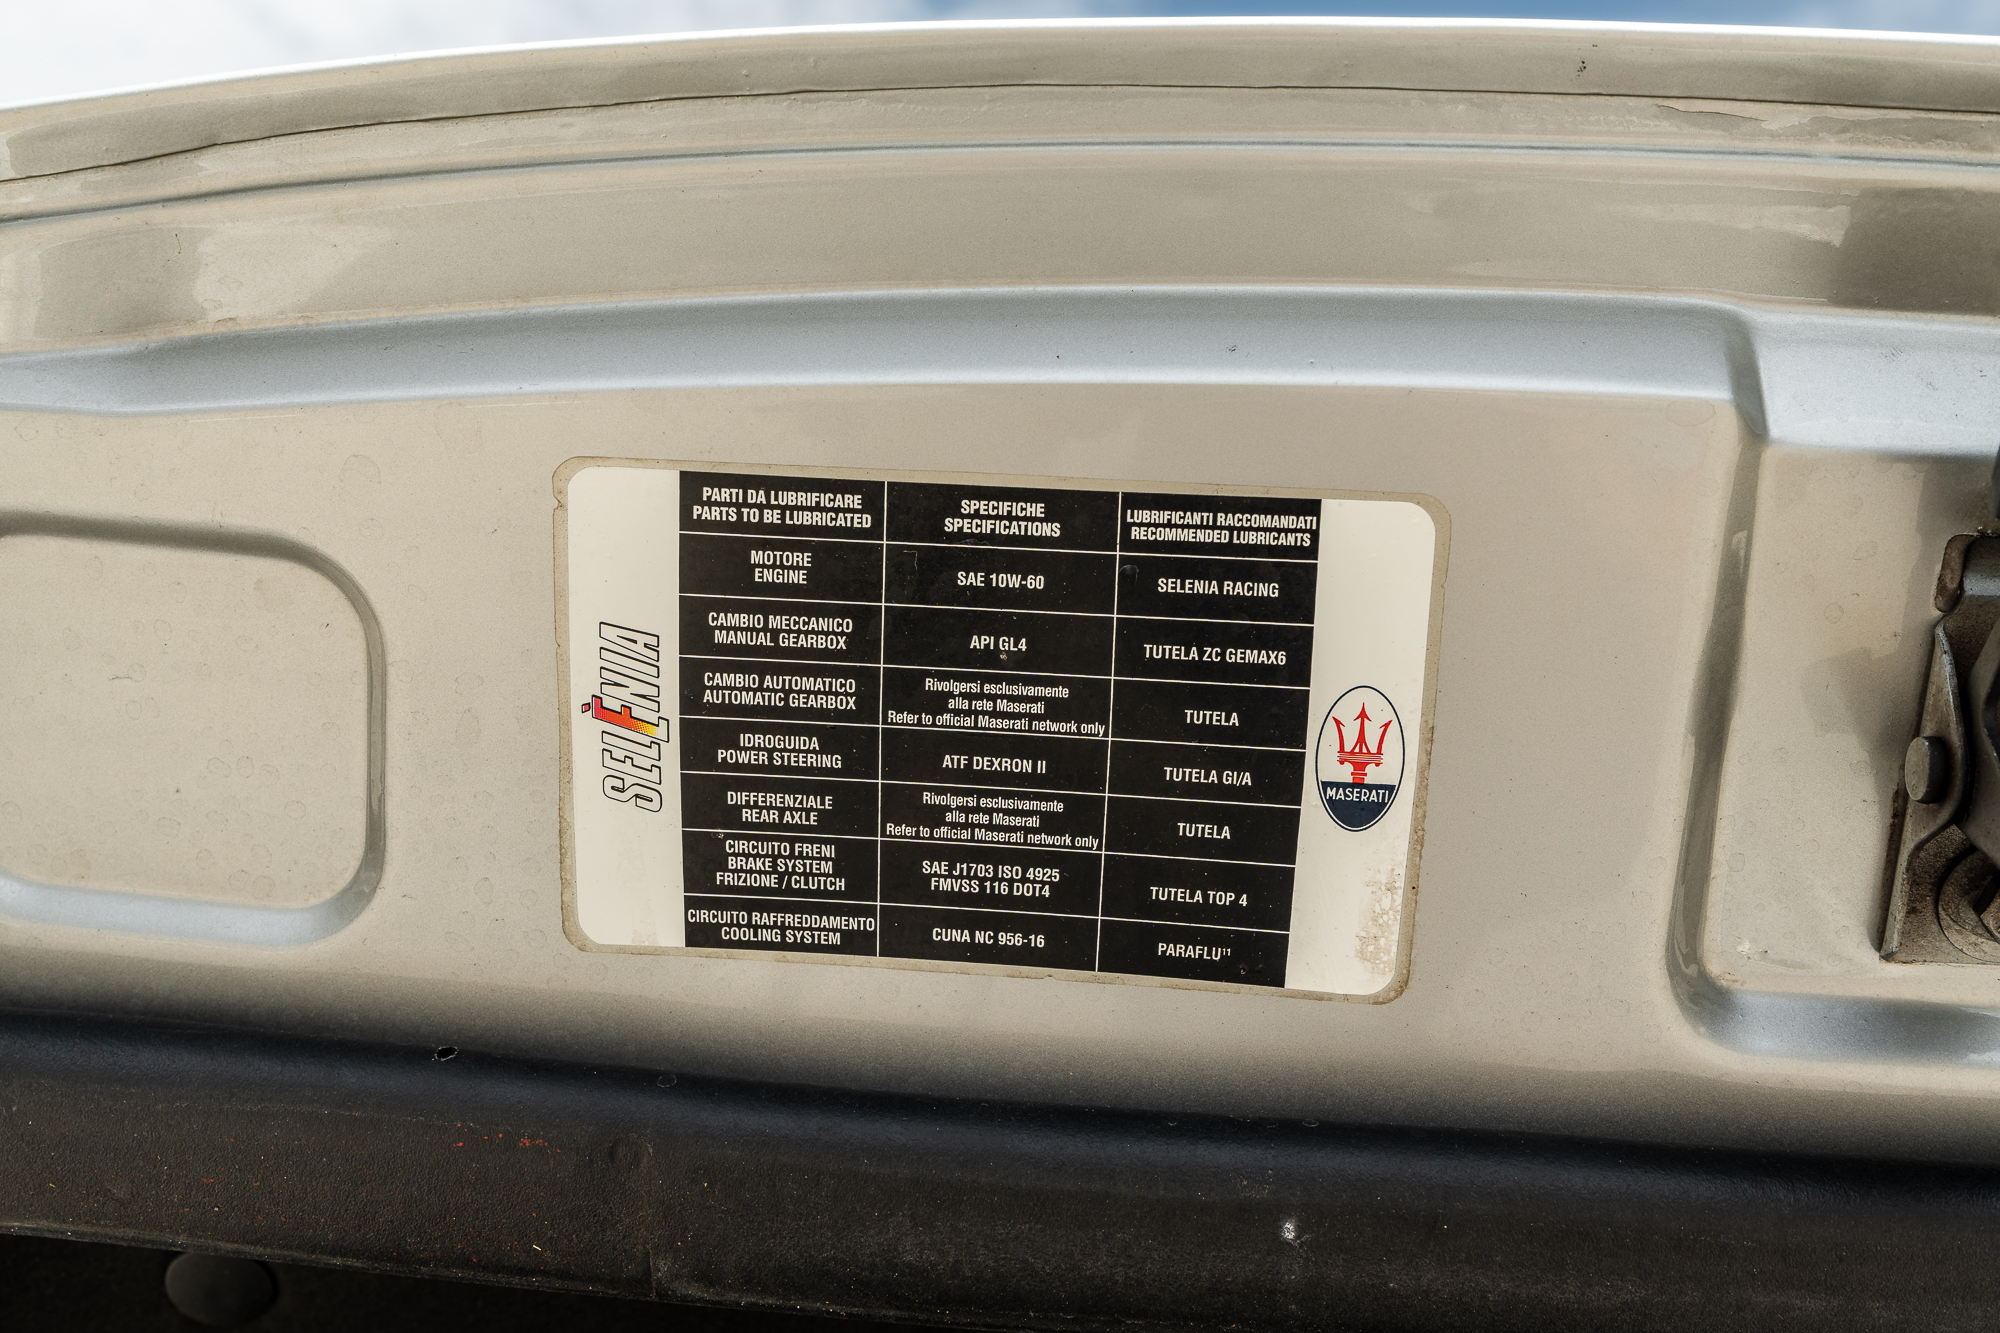 PARTI DA LUBRIFICARE
PARTS TO BE LUBRICATED
SPECIFICHE
SPECIFICATIONS
LUBRIFICANTI RACCOMANDATI
RECOMMENDED LUBRICANTS
MOTORE
ENGINE
SAE 10W-60
SELENIA RACING
CAMBIO MECCANICO
MANUAL GEARBOX
API GL4
TUTELA ZC GEMAX6
CAMBIO AUTOMATICO
AUTOMATIC GEARBOX
Rivolgersi esclusivamente
alla rete Maserati
Refer to official Maserati network only
TUTELA
IDROGUIDA
POWER STEERING
ATF DEXRON II
TUTELA GI/A
DIFFERENZIALE
REAR AXLE
Rivolgersi esclusivamente
alla rete Maserati
Refer to official Maserati network only
TUTELA
CIRCUITO FRENI
BRAKE SYSTEM
FRIZIONE / CLUTCH
SAE J1703 ISO 4925
FMVSS 116 DOT4
TUTELA TOP 4
CIRCUITO RAFFREDDAMENTO
COOLING SYSTEM
CUNA NC 956-16
PARAFLU¹¹
SELÉNIA
MASERATI